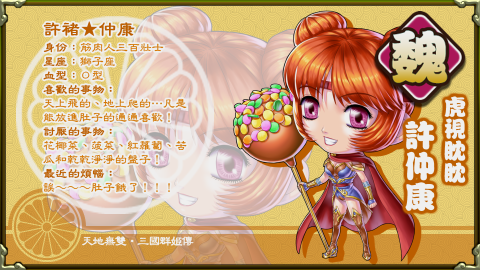 許褚★仲康
身份：筋肉人三百壯士
星座：獅子座
血型：O型
喜歡的事物：
天上飛的、地上爬的…凡是
能放進肚子的通通喜歡！
討厭的事物：
花椰菜、菠菜、紅蘿蔔、苦
瓜和乾乾淨淨的盤子！
最近的煩惱：
誒～～～肚子餓了！！！
天地無雙・三國群姬傳
魏
虎視眈眈
許仲康